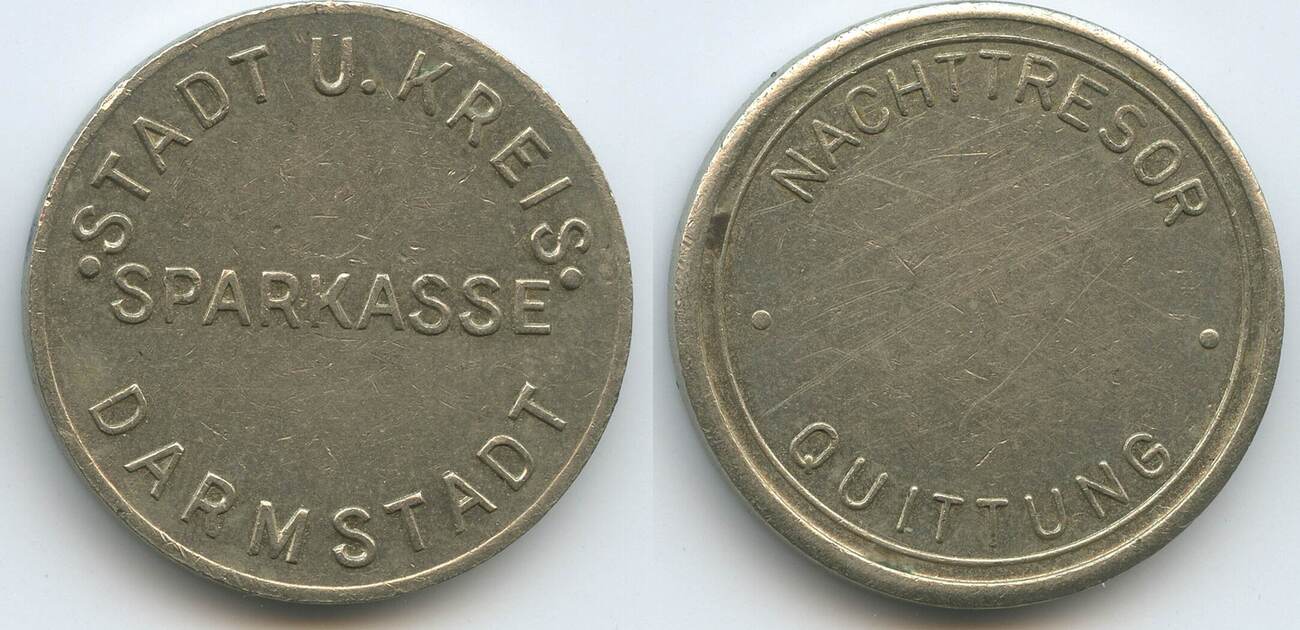 ·STADT U. KREIS·
SPARKASSE
DARMSTADT
NACHTTRESOR
· QUITTUNG ·